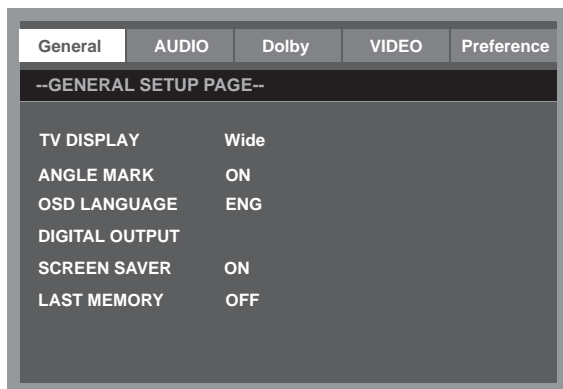 General AUDIO Dolby VIDEO Preference
--GENERAL SETUP PAGE--
TV DISPLAY Wide
ANGLE MARK ON
OSD LANGUAGE ENG
DIGITAL OUTPUT
SCREEN SAVER ON
LAST MEMORY OFF